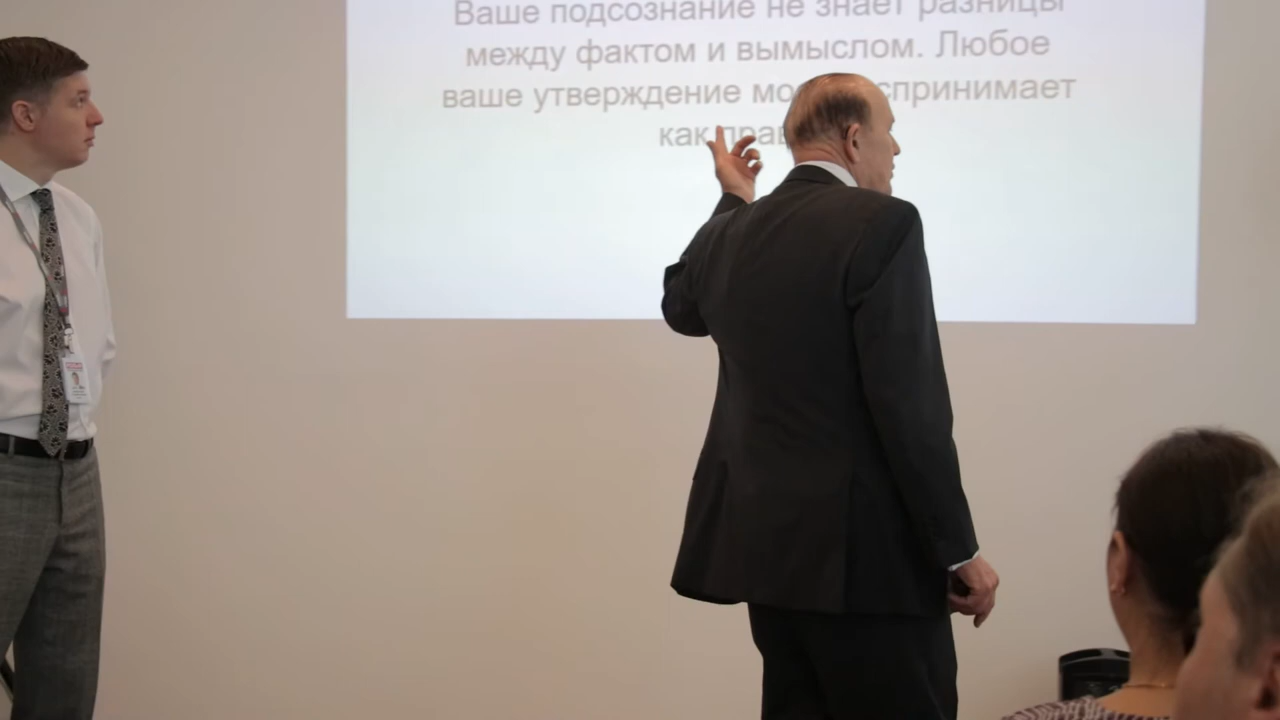 Ваше подсознание не знает разницы
между фактом и вымыслом. Любое
ваше утверждение
как